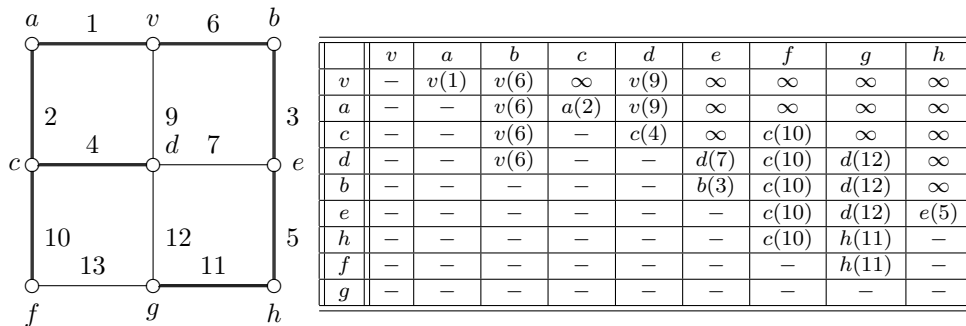 a 1 v 6 b
2 9 3
c 4 d 7 e
10 12 5
13 11
f g h
v a b c d e f g h
v − v(1) v(6) ∞ v(9) ∞ ∞ ∞ ∞
a − − v(6) a(2) v(9) ∞ ∞ ∞ ∞
c − − v(6) − c(4) ∞ c(10) ∞ ∞
d − − v(6) − − d(7) c(10) d(12) ∞
b − − − − − b(3) c(10) d(12) ∞
e − − − − − − c(10) d(12) e(5)
h − − − − − − c(10) h(11) −
f − − − − − − − h(11) −
g − − − − − − − − −